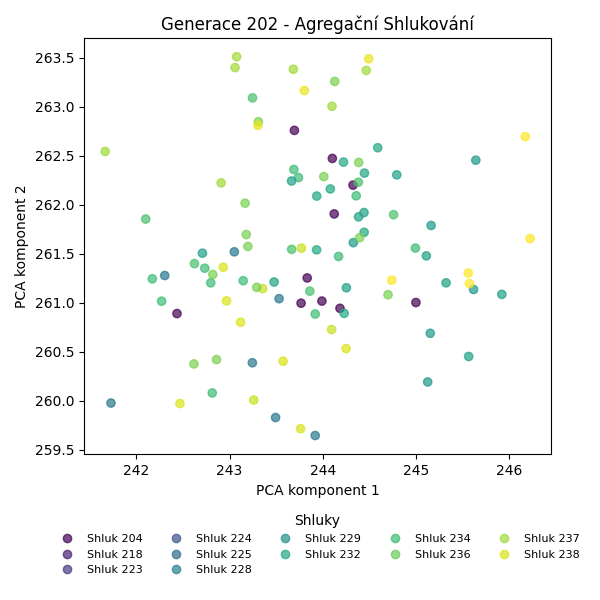 Generace 202 - Agregační Shlukování
PCA komponent 2
263.5
263.0
262.5
262.0
261.5
261.0
260.5
260.0
259.5
242 243 244 245 246
PCA komponent 1
Shluky
Shluk 204 Shluk 224 Shluk 229 Shluk 234 Shluk 237
Shluk 218 Shluk 225 Shluk 232 Shluk 236 Shluk 238
Shluk 223 Shluk 228